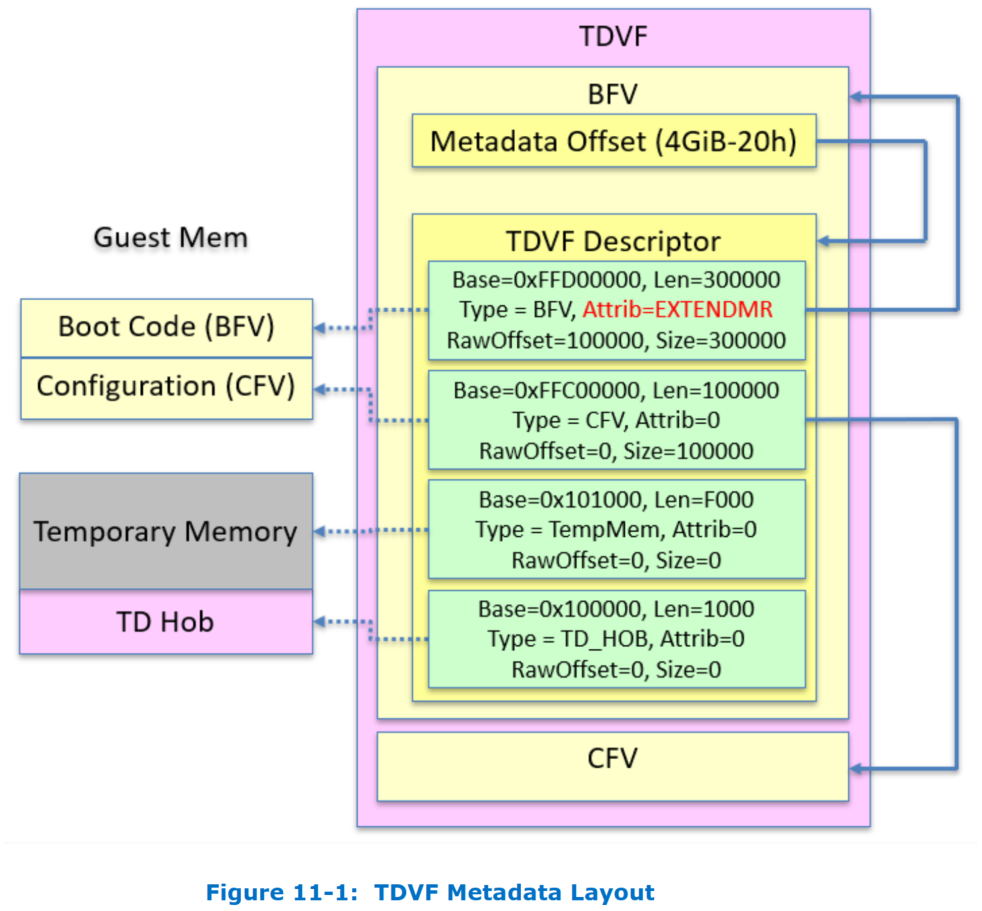 TDVF
BFV
Metadata Offset (4GiB-20h)
TDVF Descriptor
Base=0xFFD00000, Len=300000
Type = BFV, Attrib=EXTENDMR
RawOffset=100000, Size=300000
Base=0xFFC00000, Len=100000
Type = CFV, Attrib=0
RawOffset=0, Size=100000
Base=0x101000, Len=F000
Type = TempMem, Attrib=0
RawOffset=0, Size=0
Base=0x100000, Len=1000
Type = TD_HOB, Attrib=0
RawOffset=0, Size=0
CFV
Guest Mem
Boot Code (BFV)
Configuration (CFV)
Temporary Memory
TD Hob
Figure 11-1: TDVF Metadata Layout